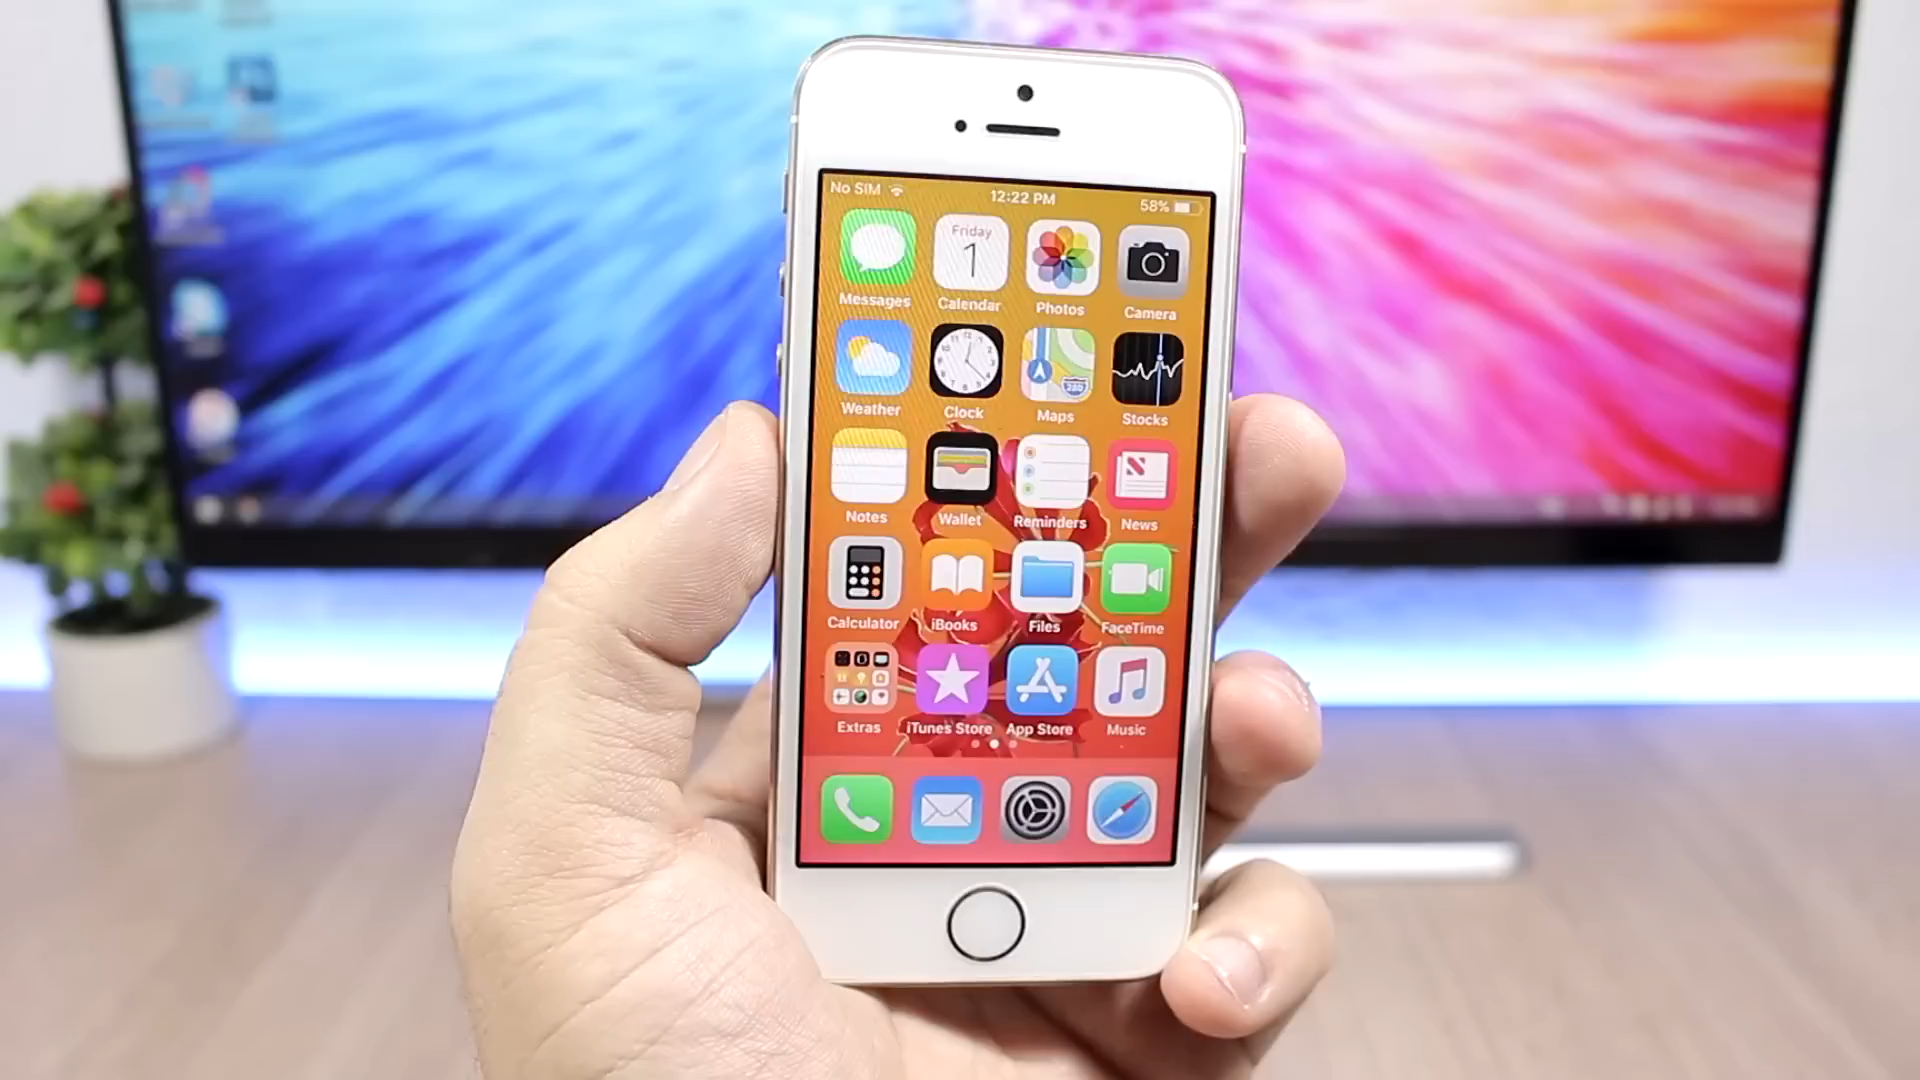 No SIM 12:22 PM 58%
Friday
1
Messages Calendar Photos Camera
280
Weather Clock Maps Stocks
Notes Wallet Reminders News
Calculator iBooks Files FaceTime
Extras iTunes Store App Store Music